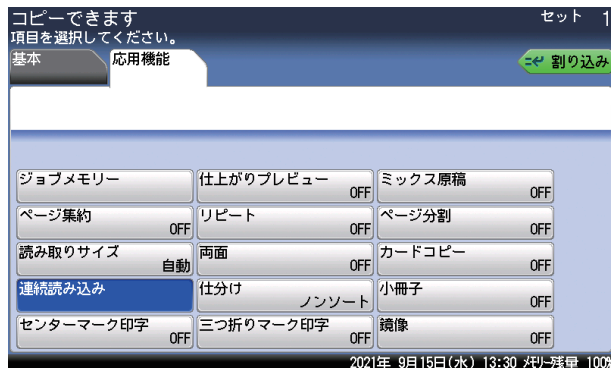 コピーできます
セット 1
項目を選択してください。
基本
応用機能
割り込み
ジョブメモリー
仕上がりプレビュー OFF
ミックス原稿 OFF
ページ集約 OFF
リピート OFF
ページ分割 OFF
読み取りサイズ 自動
両面 OFF
カードコピー OFF
連続読み込み
仕分け ノンソート
小冊子 OFF
センターマーク印字 OFF
三つ折りマーク印字 OFF
鏡像 OFF
2021年 9月15日(水) 13:30 メモリー残量 100%